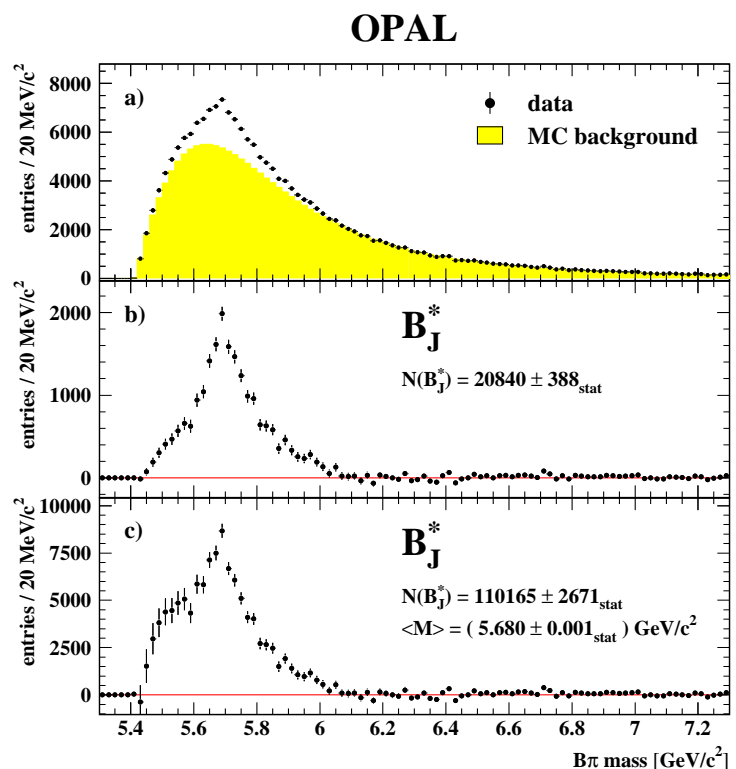 OPAL
entries / 20 MeV/c²
8000
6000
4000
2000
0
a)
data
MC background
entries / 20 MeV/c²
2000
1000
0
b)
B*J
N(B*J) = 20840 ± 388stat
entries / 20 MeV/c²
10000
7500
5000
2500
0
c)
B*J
N(B*J) = 110165 ± 2671stat
<M> = ( 5.680 ± 0.001stat ) GeV/c²
5.4 5.6 5.8 6 6.2 6.4 6.6 6.8 7 7.2
Bπ mass [GeV/c²]